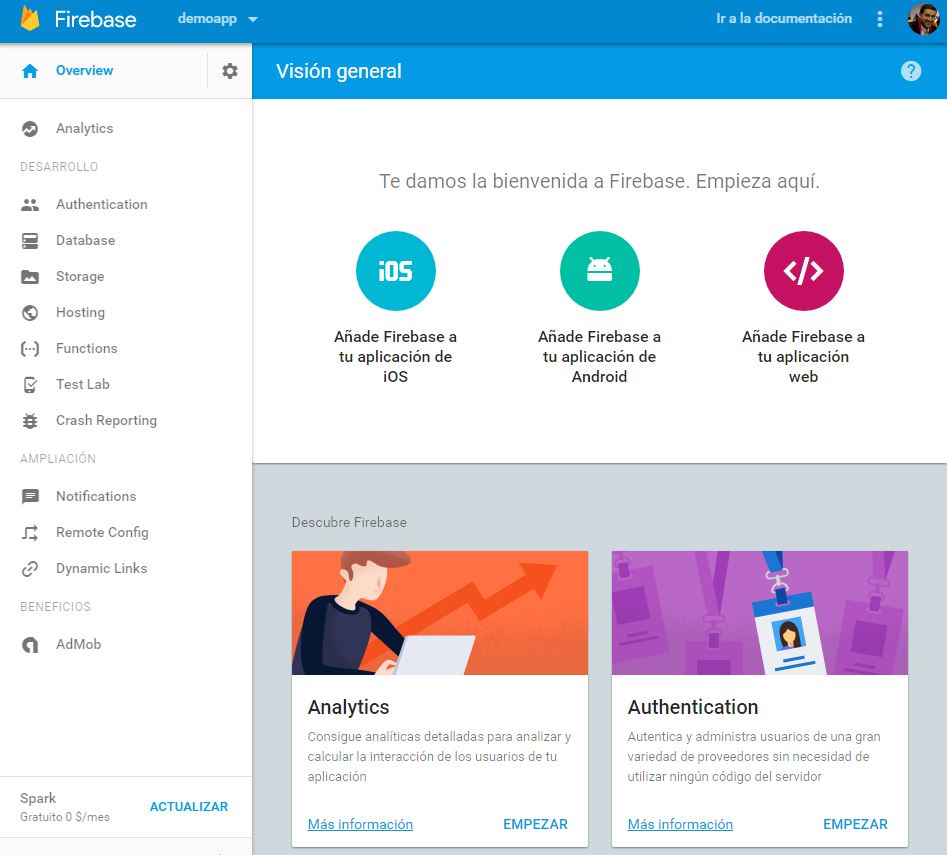 Firebase
demoapp
Ir a la documentación
Overview
Visión general
?
Analytics
DESARROLLO
Authentication
Database
Storage
Hosting
Functions
Test Lab
Crash Reporting
AMPLIACIÓN
Notifications
Remote Config
Dynamic Links
BENEFICIOS
AdMob
Spark
Gratuito 0 $/mes
ACTUALIZAR
Te damos la bienvenida a Firebase. Empieza aquí.
iOS
Añade Firebase a
tu aplicación de
iOS
Añade Firebase a
tu aplicación de
Android
</>
Añade Firebase a
tu aplicación
web
Descubre Firebase
Analytics
Consigue analíticas detalladas para analizar y
calcular la interacción de los usuarios de tu
aplicación
Más información
EMPEZAR
Authentication
Autentica y administra usuarios de una gran
variedad de proveedores sin necesidad de
utilizar ningún código del servidor
Más información
EMPEZAR